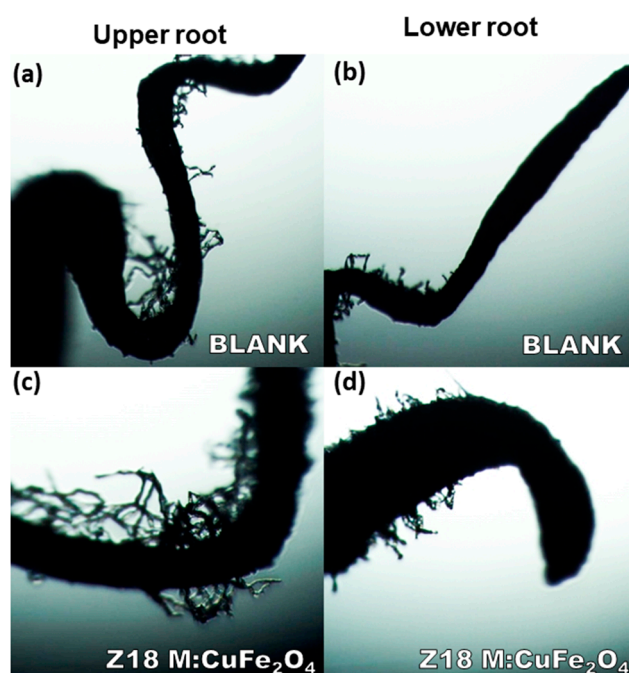 Upper root
Lower root
(a)
(b)
BLANK
BLANK
(c)
(d)
Z18 M:CuFe₂O₄
Z18 M:CuFe₂O₄